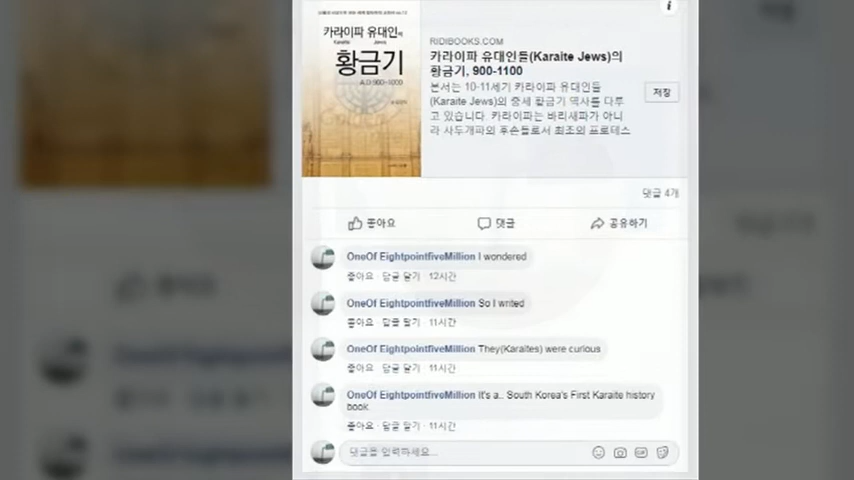 카라이파 유대인의
Karaite Jews
황금기
A.D 900~1000
RIDIBOOKS.COM
카라이파 유대인들(Karaite Jews)의
황금기, 900-1100
본서는 10-11세기 카라이파 유대인들
(Karaite Jews)의 중세 황금기 역사를 다루
고 있습니다. 카라이파는 바리새파가 아니
라 사두개파의 후손들로서 최초의 프로테스
저장
댓글 4개
좋아요 댓글 공유하기
OneOf EightpointfiveMillion I wondered
좋아요 · 답글 달기 · 12시간
OneOf EightpointfiveMillion So I writed
좋아요 · 답글 달기 · 11시간
OneOf EightpointfiveMillion They(Karaites) were curious
좋아요 · 답글 달기 · 11시간
OneOf EightpointfiveMillion It's a.. South Korea's First Karaite history
book
좋아요 · 답글 달기 · 11시간
댓글을 입력하세요...
GIF